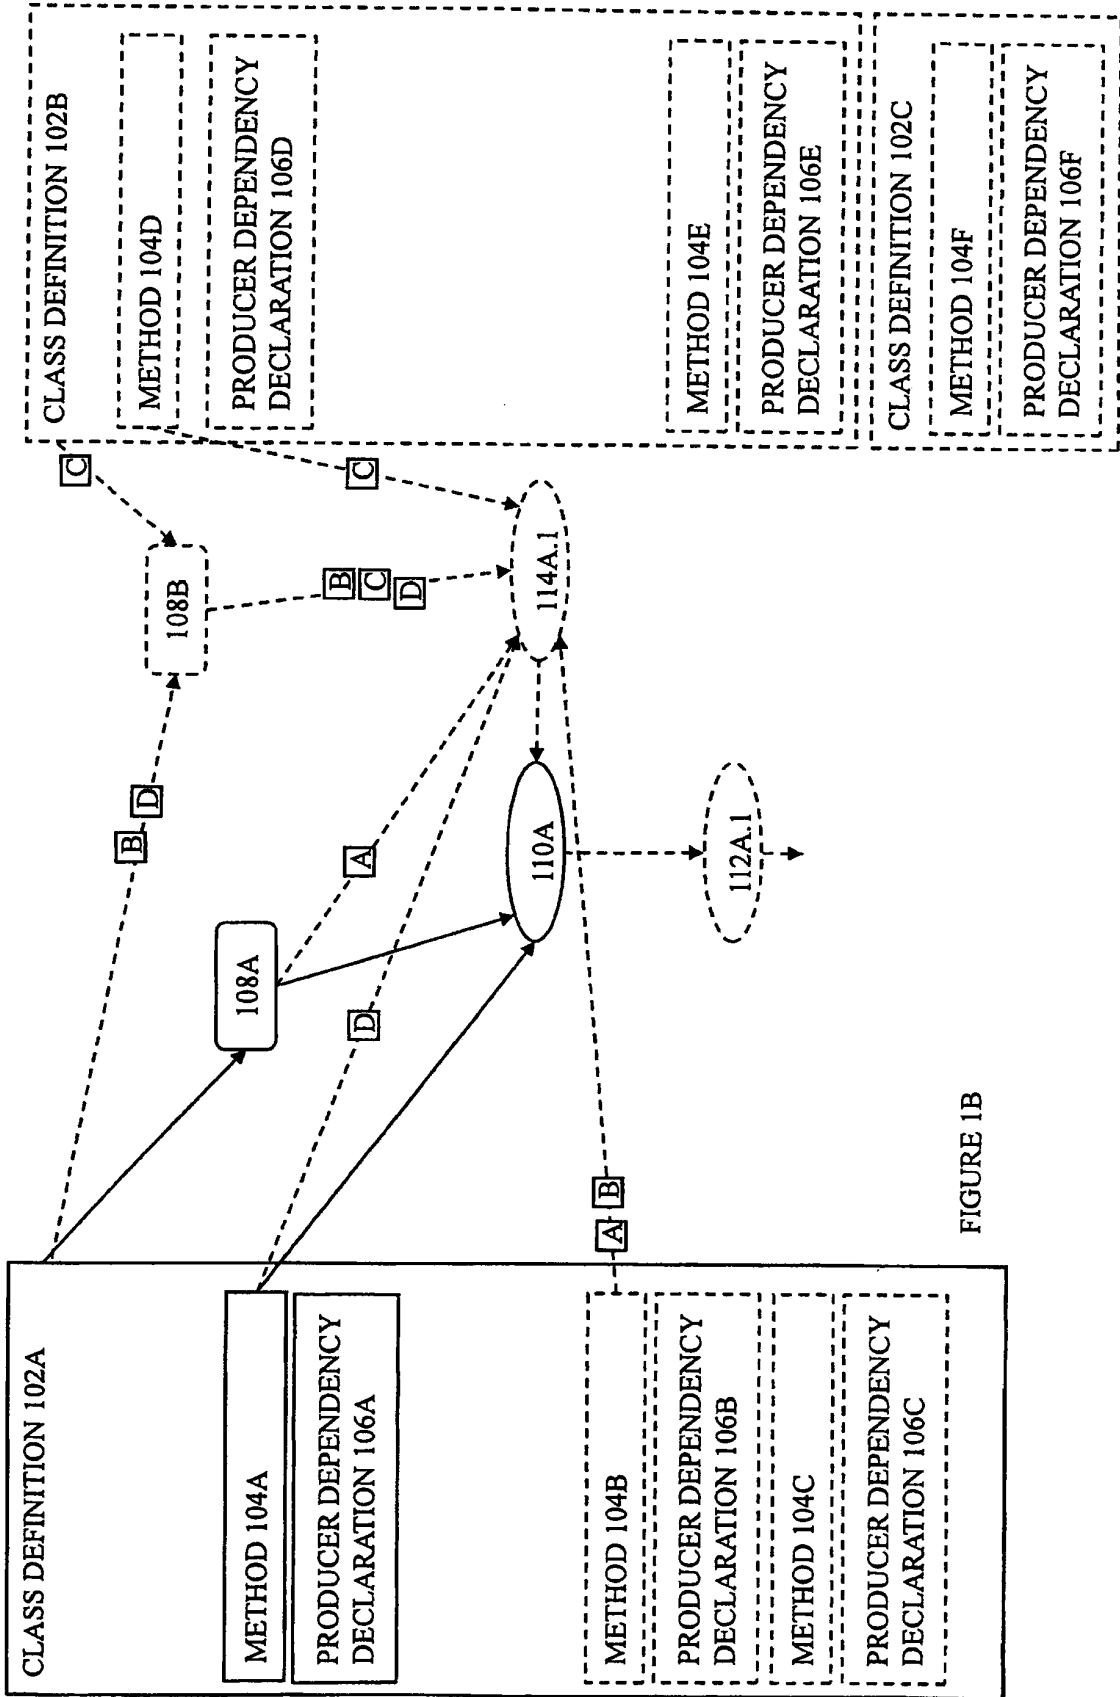 CLASS DEFINITION 102A
METHOD 104A
PRODUCER DEPENDENCY
DECLARATION 106A
METHOD 104B
PRODUCER DEPENDENCY
DECLARATION 106B
METHOD 104C
PRODUCER DEPENDENCY
DECLARATION 106C
B
D
C
108B
108A
A
D
B
C
D
C
114A.1
110A
112A.1
A
B
CLASS DEFINITION 102B
METHOD 104D
PRODUCER DEPENDENCY
DECLARATION 106D
METHOD 104E
PRODUCER DEPENDENCY
DECLARATION 106E
CLASS DEFINITION 102C
METHOD 104F
PRODUCER DEPENDENCY
DECLARATION 106F
FIGURE 1B